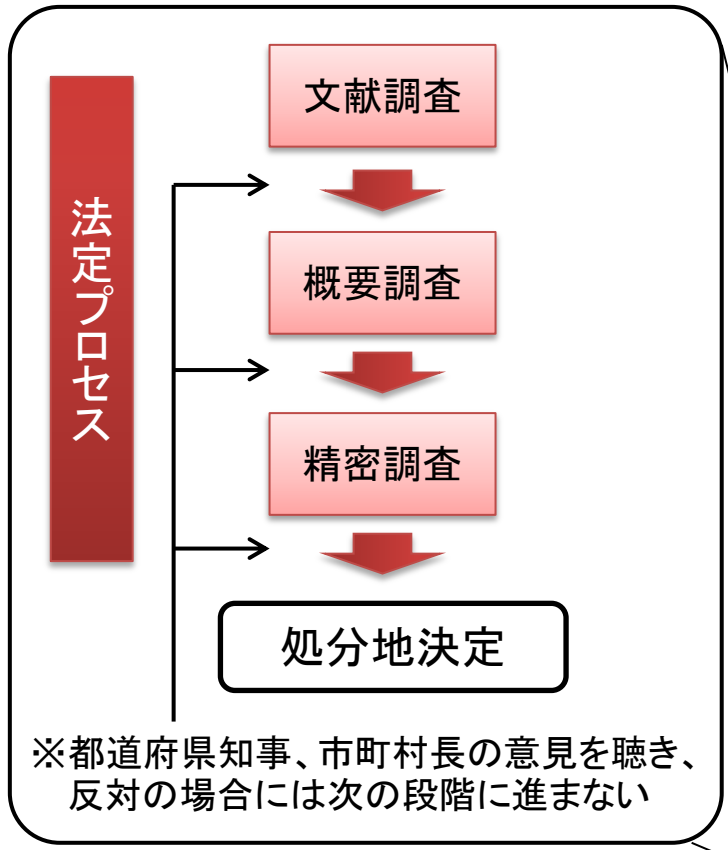 法定プロセス
文献調査
概要調査
精密調査
処分地決定
※都道府県知事、市町村長の意見を聴き、
反対の場合には次の段階に進まない